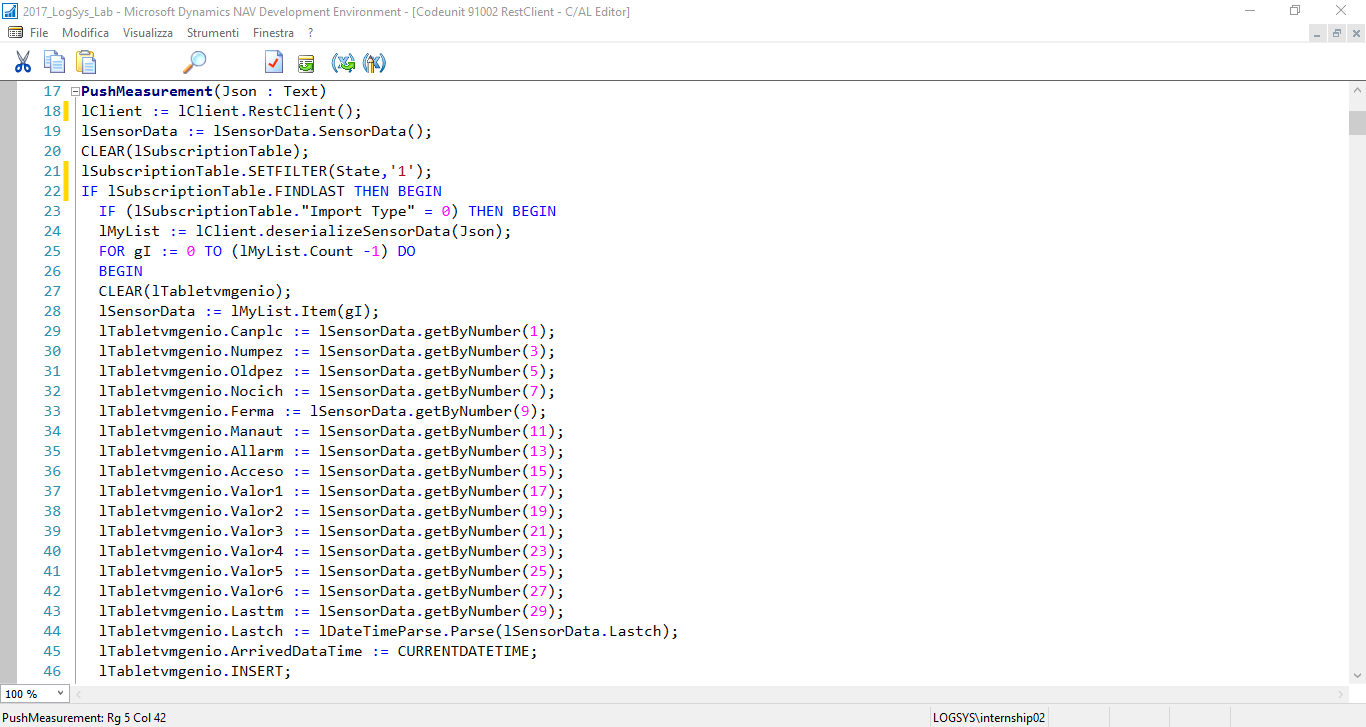 2017_LogSys_Lab - Microsoft Dynamics NAV Development Environment - [Codeunit 91002 RestClient - C/AL Editor]
File Modifica Visualizza Strumenti Finestra ?
17 PushMeasurement(Json : Text)
18 lClient := lClient.RestClient();
19 lSensorData := lSensorData.SensorData();
20 CLEAR(lSubscriptionTable);
21 lSubscriptionTable.SETFILTER(State,'1');
22 IF lSubscriptionTable.FINDLAST THEN BEGIN
23 IF (lSubscriptionTable."Import Type" = 0) THEN BEGIN
24 lMyList := lClient.deserializeSensorData(Json);
25 FOR gI := 0 TO (lMyList.Count -1) DO
26 BEGIN
27 CLEAR(lTabletvmgenio);
28 lSensorData := lMyList.Item(gI);
29 lTabletvmgenio.Canplc := lSensorData.getByNumber(1);
30 lTabletvmgenio.Numpez := lSensorData.getByNumber(3);
31 lTabletvmgenio.Oldpez := lSensorData.getByNumber(5);
32 lTabletvmgenio.Nocich := lSensorData.getByNumber(7);
33 lTabletvmgenio.Ferma := lSensorData.getByNumber(9);
34 lTabletvmgenio.Manaut := lSensorData.getByNumber(11);
35 lTabletvmgenio.Allarm := lSensorData.getByNumber(13);
36 lTabletvmgenio.Acceso := lSensorData.getByNumber(15);
37 lTabletvmgenio.Valor1 := lSensorData.getByNumber(17);
38 lTabletvmgenio.Valor2 := lSensorData.getByNumber(19);
39 lTabletvmgenio.Valor3 := lSensorData.getByNumber(21);
40 lTabletvmgenio.Valor4 := lSensorData.getByNumber(23);
41 lTabletvmgenio.Valor5 := lSensorData.getByNumber(25);
42 lTabletvmgenio.Valor6 := lSensorData.getByNumber(27);
43 lTabletvmgenio.Lasttm := lSensorData.getByNumber(29);
44 lTabletvmgenio.Lastch := lDateTimeParse.Parse(lSensorData.Lastch);
45 lTabletvmgenio.ArrivedDataTime := CURRENTDATETIME;
46 lTabletvmgenio.INSERT;
100 %
PushMeasurement: Rg 5 Col 42 LOGSYS\internship02